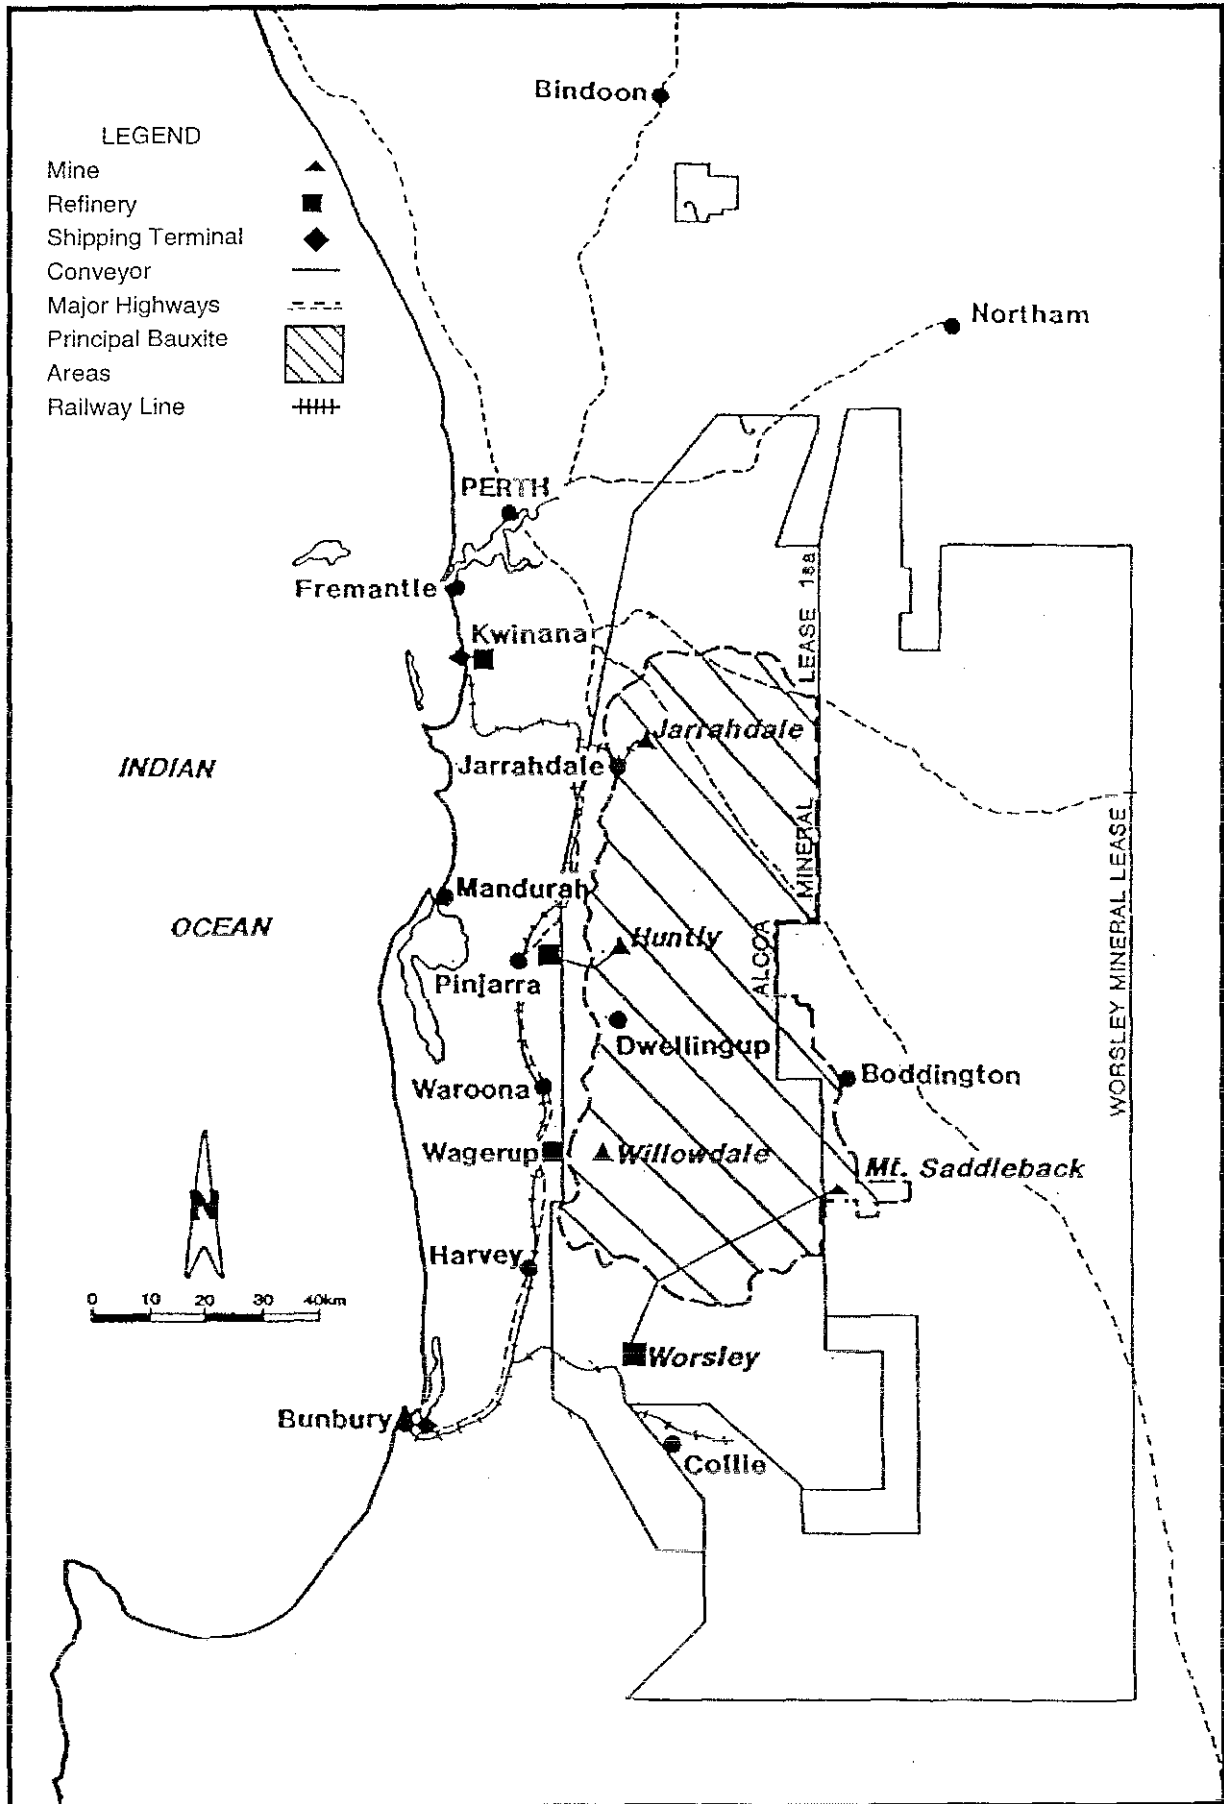 Bindoon
LEGEND
Mine
Refinery
Shipping Terminal
Conveyor
Major Highways
Principal Bauxite
Areas
Railway Line
Northam
PERTH
Fremantle
Kwinana
Jarrahdale
Jarrahdale
INDIAN
OCEAN
Mandurah
Huntly
Pinjarra
Dwellingup
Boddington
Waroona
Wagerup
Willowdale
Mt. Saddleback
N
Harvey
0 10 20 30 40km
Worsley
Bunbury
Collie
ALCOA MINERAL LEASE 1sa
WORSLEY MINERAL LEASE